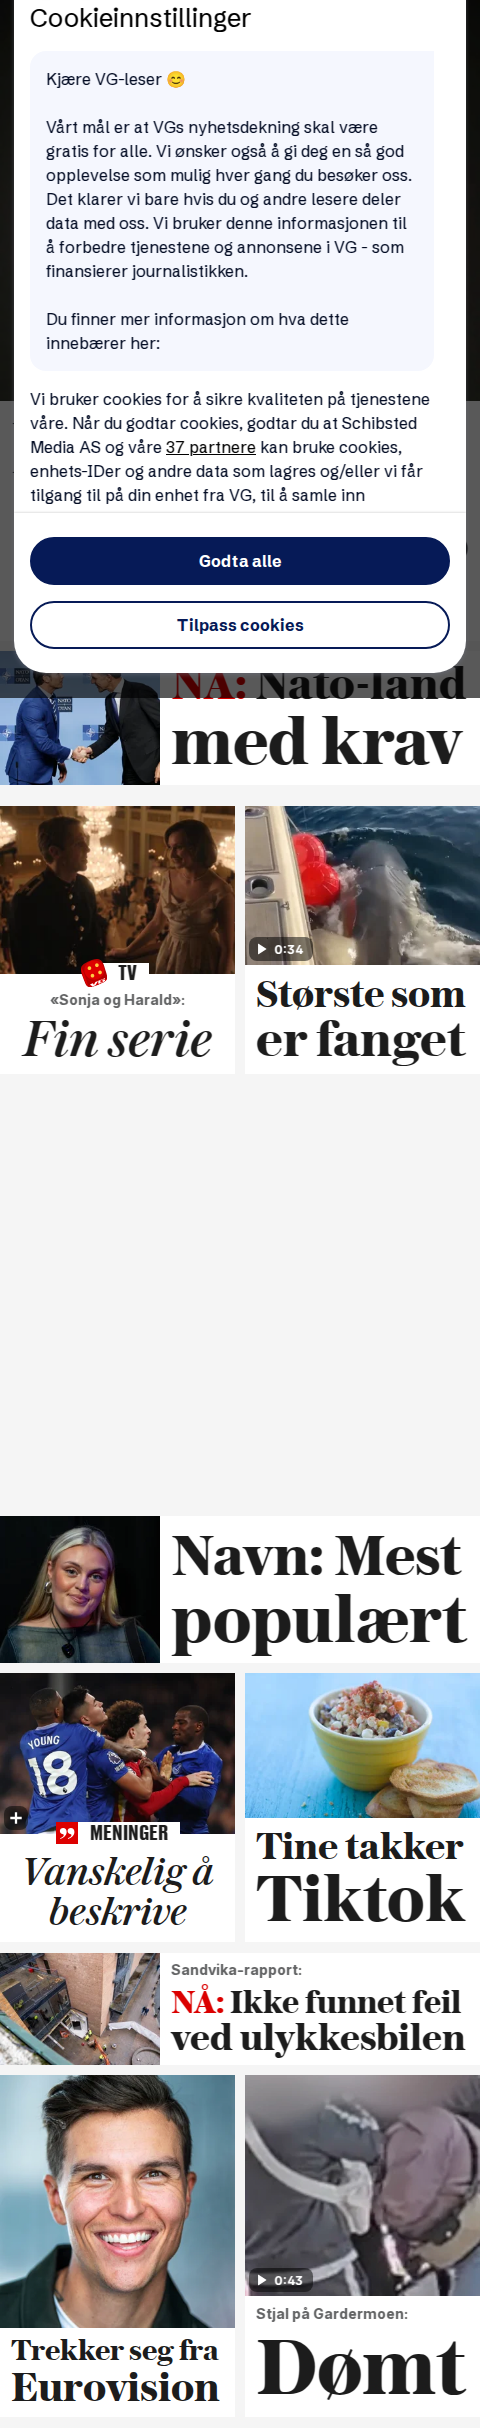 Cookieinnstillinger
Kjære VG-leser 😊
Vårt mål er at VGs nyhetsdekning skal være
gratis for alle. Vi ønsker også å gi deg en så god
opplevelse som mulig hver gang du besøker oss.
Det klarer vi bare hvis du og andre lesere deler
data med oss. Vi bruker denne informasjonen til
å forbedre tjenestene og annonsene i VG - som
finansierer journalistikken.
Du finner mer informasjon om hva dette
innebærer her:
Vi bruker cookies for å sikre kvaliteten på tjenestene
våre. Når du godtar cookies, godtar du at Schibsted
Media AS og våre 37 partnere kan bruke cookies,
enhets-IDer og andre data som lagres og/eller vi får
tilgang til på din enhet fra VG, til å samle inn
Godta alle
Tilpass cookies
NÅ: Nato-land
med krav
TV
«Sonja og Harald»:
Fin serie
0:34
Største som
er fanget
Navn: Mest
populært
YOUNG
18
MENINGER
Vanskelig å
beskrive
Tine takker
Tiktok
Sandvika-rapport:
NÅ: Ikke funnet feil
ved ulykkesbilen
Trekker seg fra
Eurovision
0:43
Stjal på Gardermoen:
Dømt